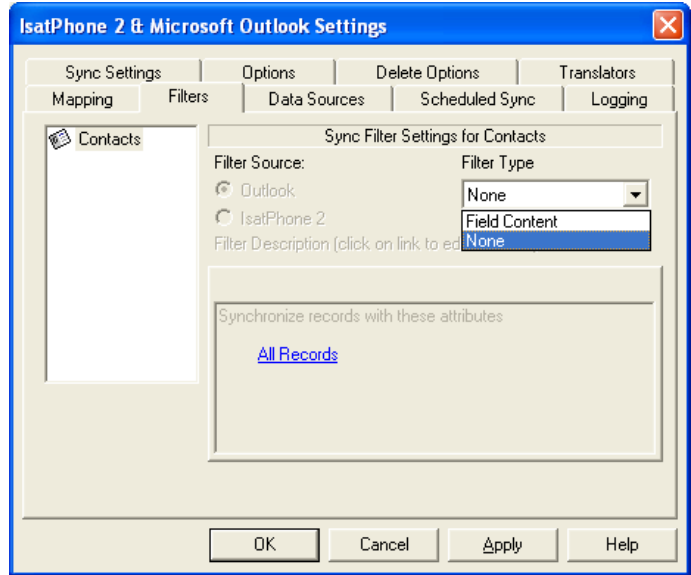 IsatPhone 2 & Microsoft Outlook Settings
Sync Settings Options Delete Options Translators
Mapping Filters Data Sources Scheduled Sync Logging
Contacts
Sync Filter Settings for Contacts
Filter Source: Filter Type
Outlook None
IsatPhone 2 Field Content
Filter Description (click on link to ed None
Synchronize records with these attributes
All Records
OK Cancel Apply Help